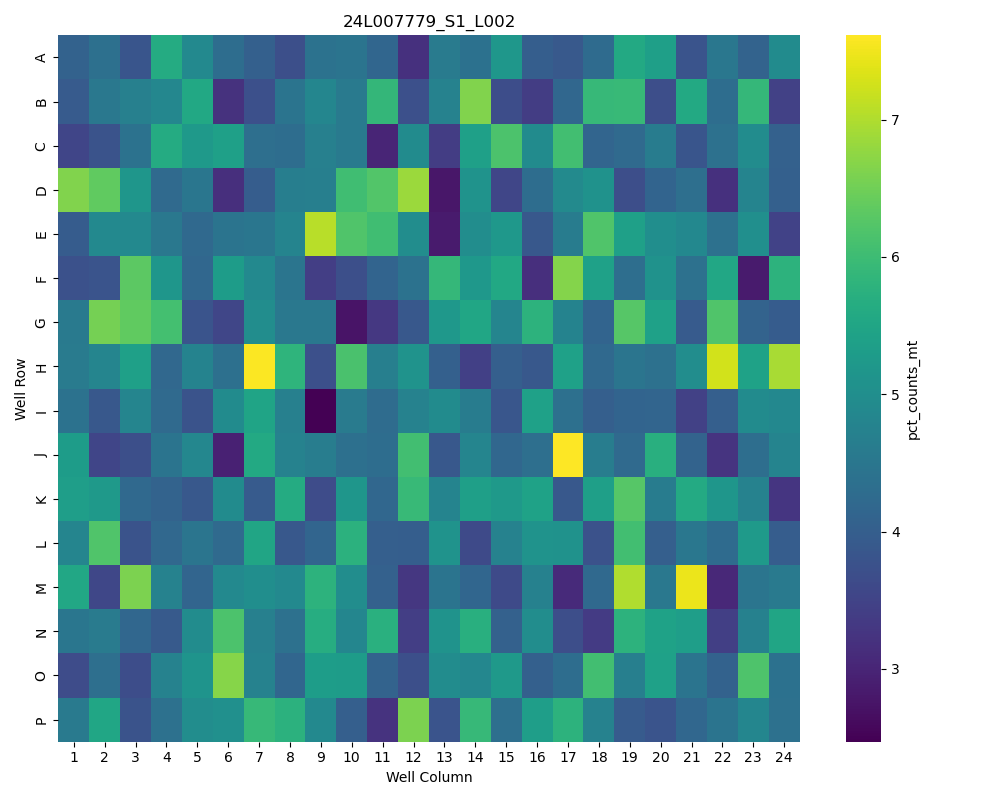 24L007779_S1_L002
A
B
C
D
E
F
G
H
I
J
K
L
M
N
O
P
Well Row
1 2 3 4 5 6 7 8 9 10 11 12 13 14 15 16 17 18 19 20 21 22 23 24
Well Column
7
6
5
4
3
pct_counts_mt